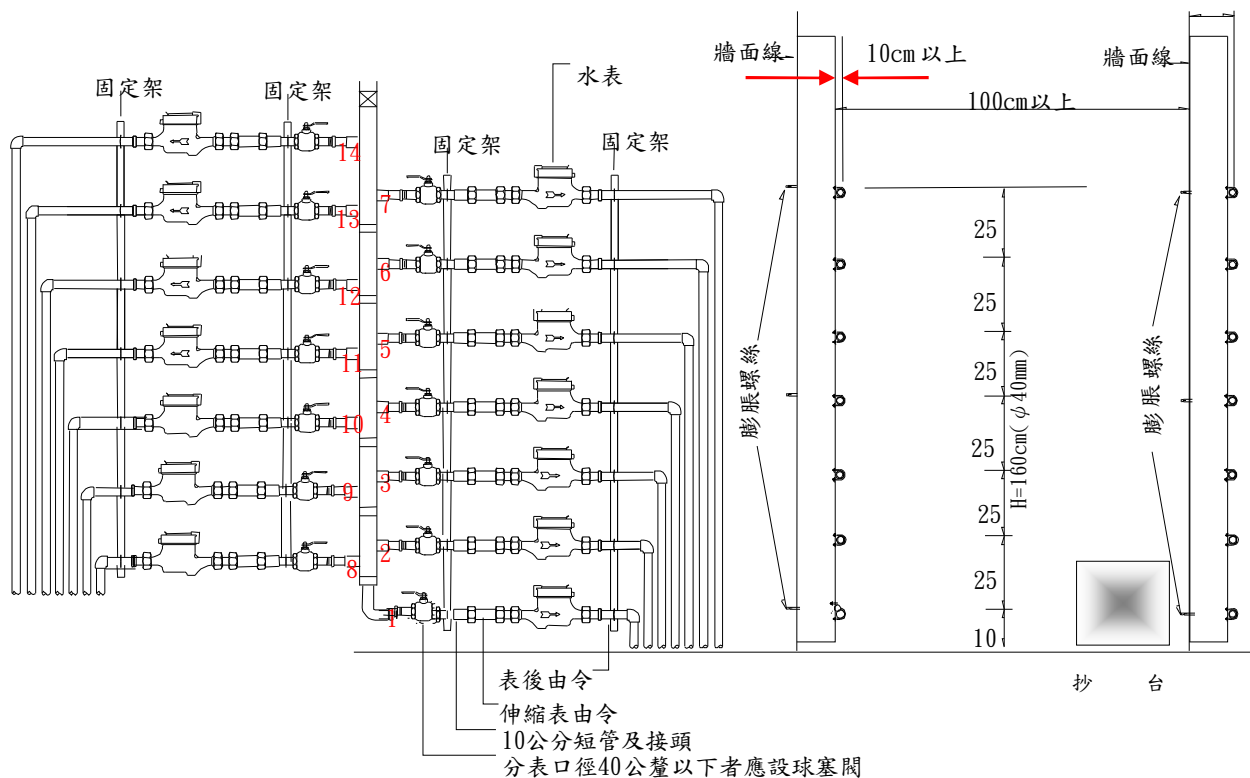 固定架
固定架
水表
固定架
固定架
牆面線
10cm以上
牆面線
100cm以上
14
13
12
11
10
9
8
7
6
5
4
3
2
1
25
25
25
25
25
25
10
H=160cm(φ40mm)
膨脹螺絲
膨脹螺絲
抄 台
表後由令
伸縮表由令
10公分短管及接頭
分表口徑40公釐以下者應設球塞閥